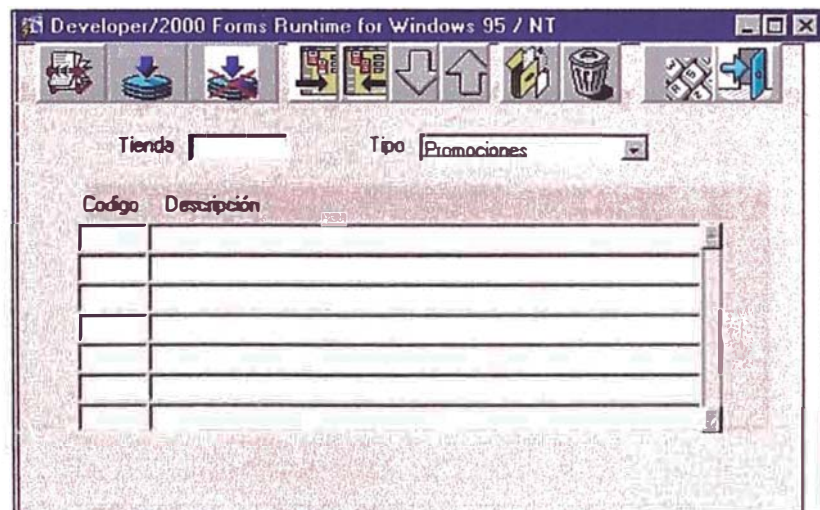 Developer/2000 Forms Runtime for Windows 95 / NT
Tienda Tipo Promociones
Codigo Descripción